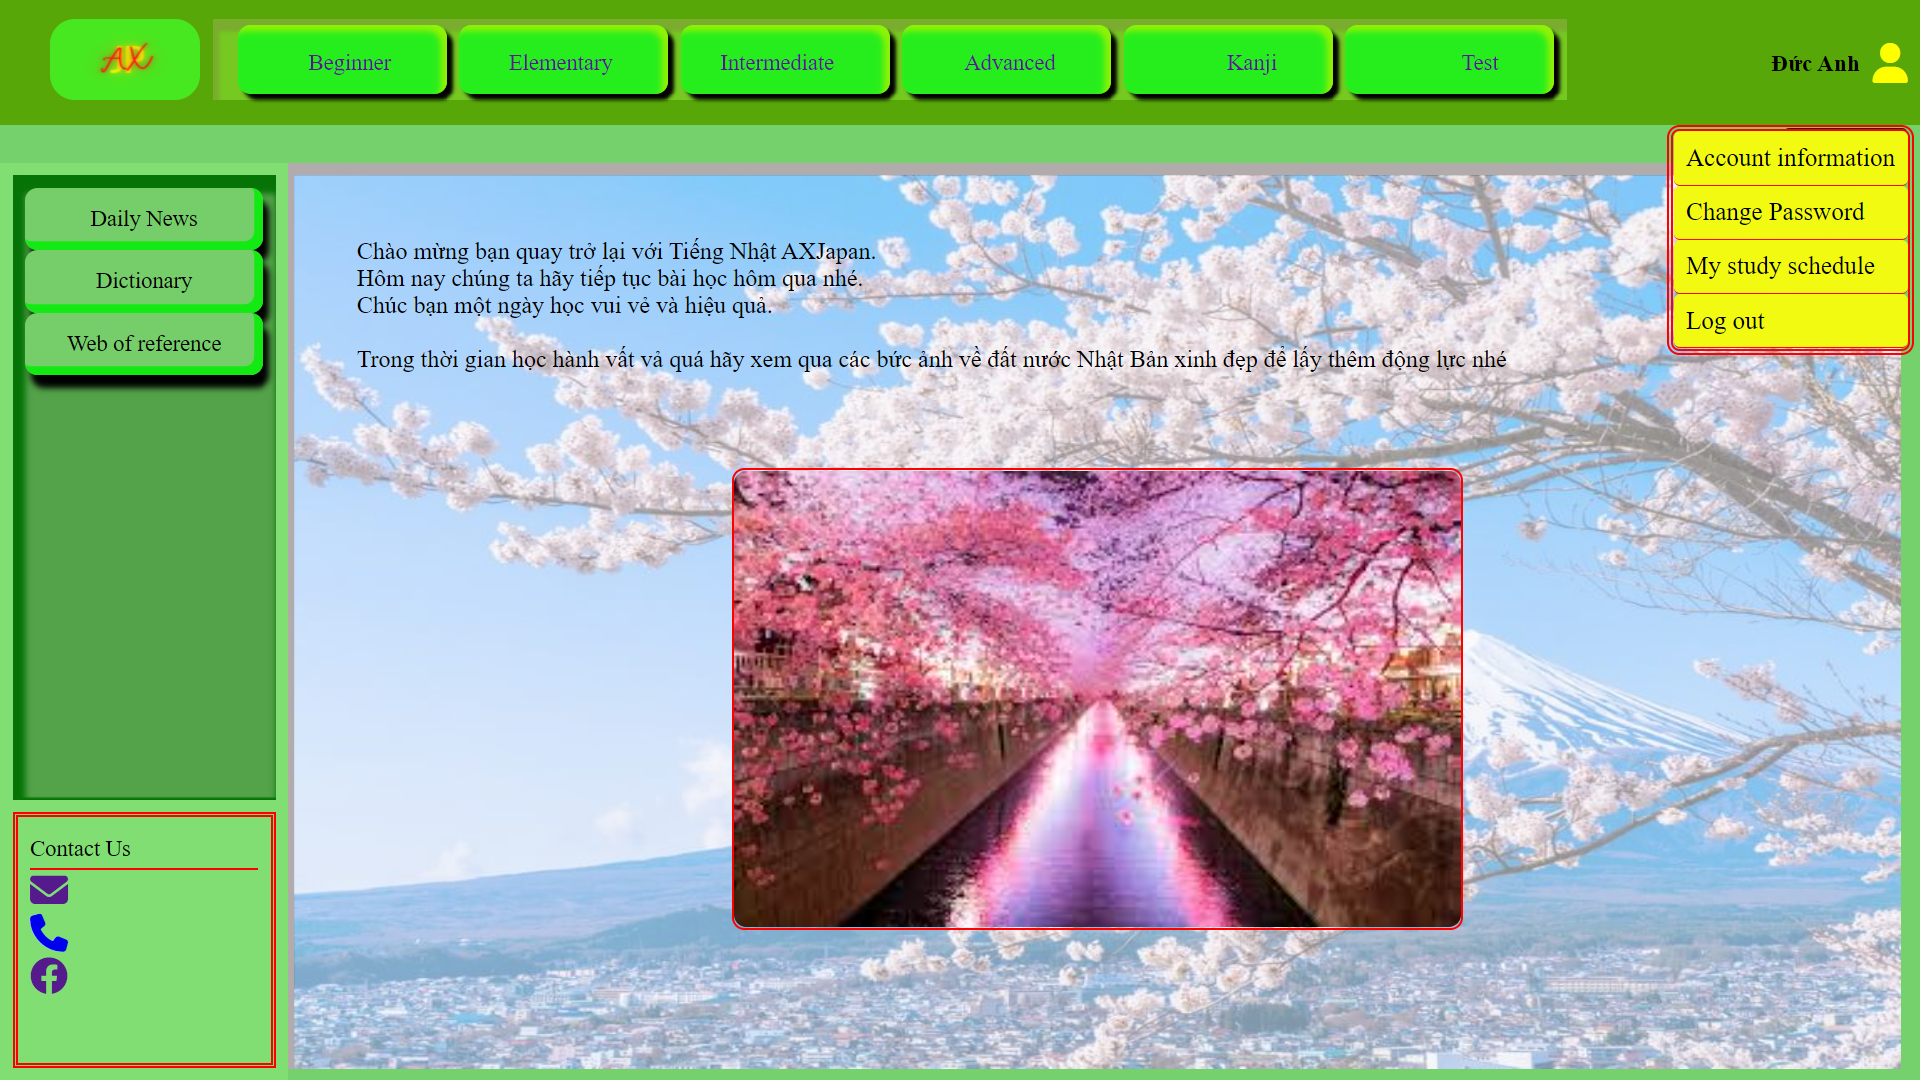 AX
Beginner
Elementary
Intermediate
Advanced
Kanji
Test
Đức Anh
Account information
Change Password
My study schedule
Log out
Daily News
Dictionary
Web of reference
Chào mừng bạn quay trở lại với Tiếng Nhật AXJapan.
Hôm nay chúng ta hãy tiếp tục bài học hôm qua nhé.
Chúc bạn một ngày học vui vẻ và hiệu quả.
Trong thời gian học hành vất vả quá hãy xem qua các bức ảnh về đất nước Nhật Bản xinh đẹp để lấy thêm động lực nhé
Contact Us